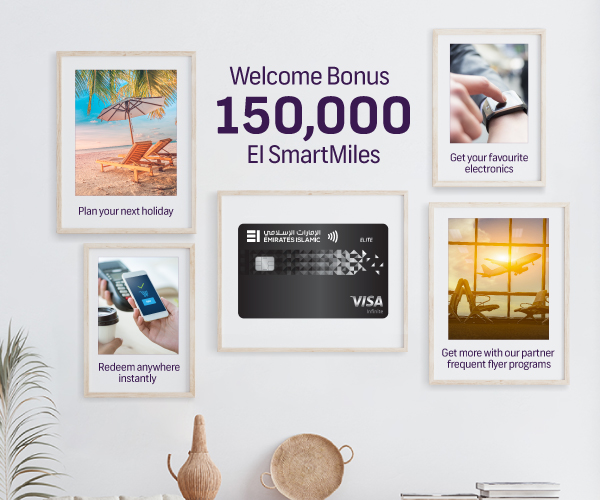 Welcome Bonus
150,000
EI SmartMiles
Plan your next holiday
Get your favourite
electronics
الإمارات الإسلامي
EMIRATES ISLAMIC
ELITE
VISA
Infinite
Redeem anywhere
instantly
Get more with our partner
frequent flyer programs